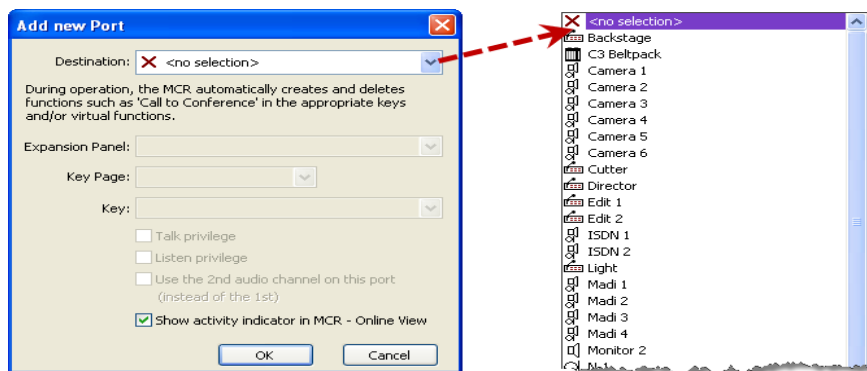 Add new Port
Destination: <no selection>
During operation, the MCR automatically creates and deletes
functions such as 'Call to Conference' in the appropriate keys
and/or virtual functions.
Expansion Panel:
Key Page:
Key:
Talk privilege
Listen privilege
Use the 2nd audio channel on this port
(instead of the 1st)
Show activity indicator in MCR - Online View
OK Cancel
<no selection>
Backstage
C3 Beltpack
Camera 1
Camera 2
Camera 3
Camera 4
Camera 5
Camera 6
Cutter
Director
Edit 1
Edit 2
ISDN 1
ISDN 2
Light
Madi 1
Madi 2
Madi 3
Madi 4
Monitor 2